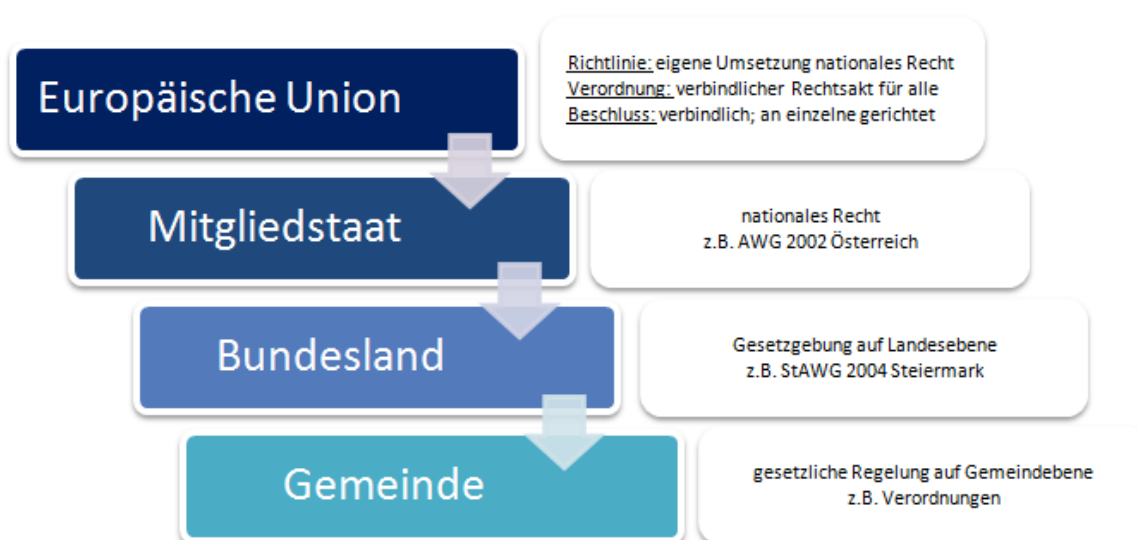 Europäische Union
Richtlinie: eigene Umsetzung nationales Recht
Verordnung: verbindlicher Rechtsakt für alle
Beschluss: verbindlich; an einzelne gerichtet
Mitgliedstaat
nationales Recht
z.B. AWG 2002 Österreich
Bundesland
Gesetzgebung auf Landesebene
z.B. StAWG 2004 Steiermark
Gemeinde
gesetzliche Regelung auf Gemeindebene
z.B. Verordnungen